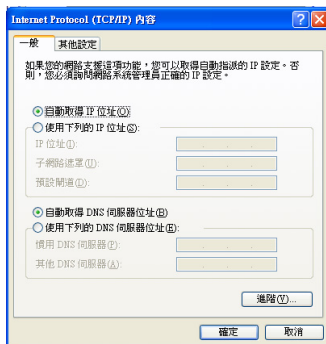 Internet Protocol (TCP/IP) 內容
一般
其他設定
如果您的網路支援這項功能，您可以取得自動指派的 IP 設定。否
則，您必須詢問網路系統管理員正確的 IP 設定。
自動取得 IP 位址(O)
使用下列的 IP 位址(S):
IP 位址(I):
子網路遮罩(U):
預設閘道(D):
自動取得 DNS 伺服器位址(B)
使用下列的 DNS 伺服器位址(E):
慣用 DNS 伺服器(P):
其他 DNS 伺服器(A):
進階(V)...
確定
取消